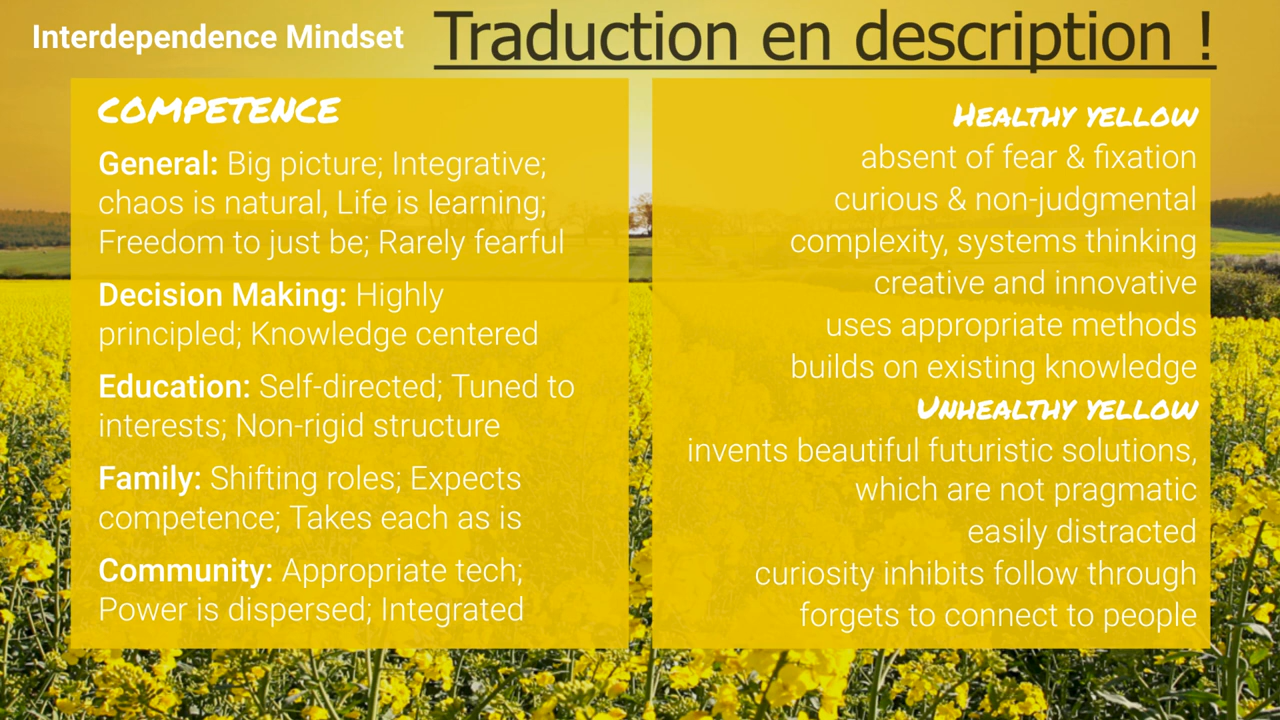 Interdependence Mindset
Traduction en description !
COMPETENCE
General: Big picture; Integrative;
chaos is natural, Life is learning;
Freedom to just be; Rarely fearful
Decision Making: Highly
principled; Knowledge centered
Education: Self-directed; Tuned to
interests; Non-rigid structure
Family: Shifting roles; Expects
competence; Takes each as is
Community: Appropriate tech;
Power is dispersed; Integrated
HEALTHY YELLOW
absent of fear & fixation
curious & non-judgmental
complexity, systems thinking
creative and innovative
uses appropriate methods
builds on existing knowledge
UNHEALTHY YELLOW
invents beautiful futuristic solutions,
which are not pragmatic
easily distracted
curiosity inhibits follow through
forgets to connect to people